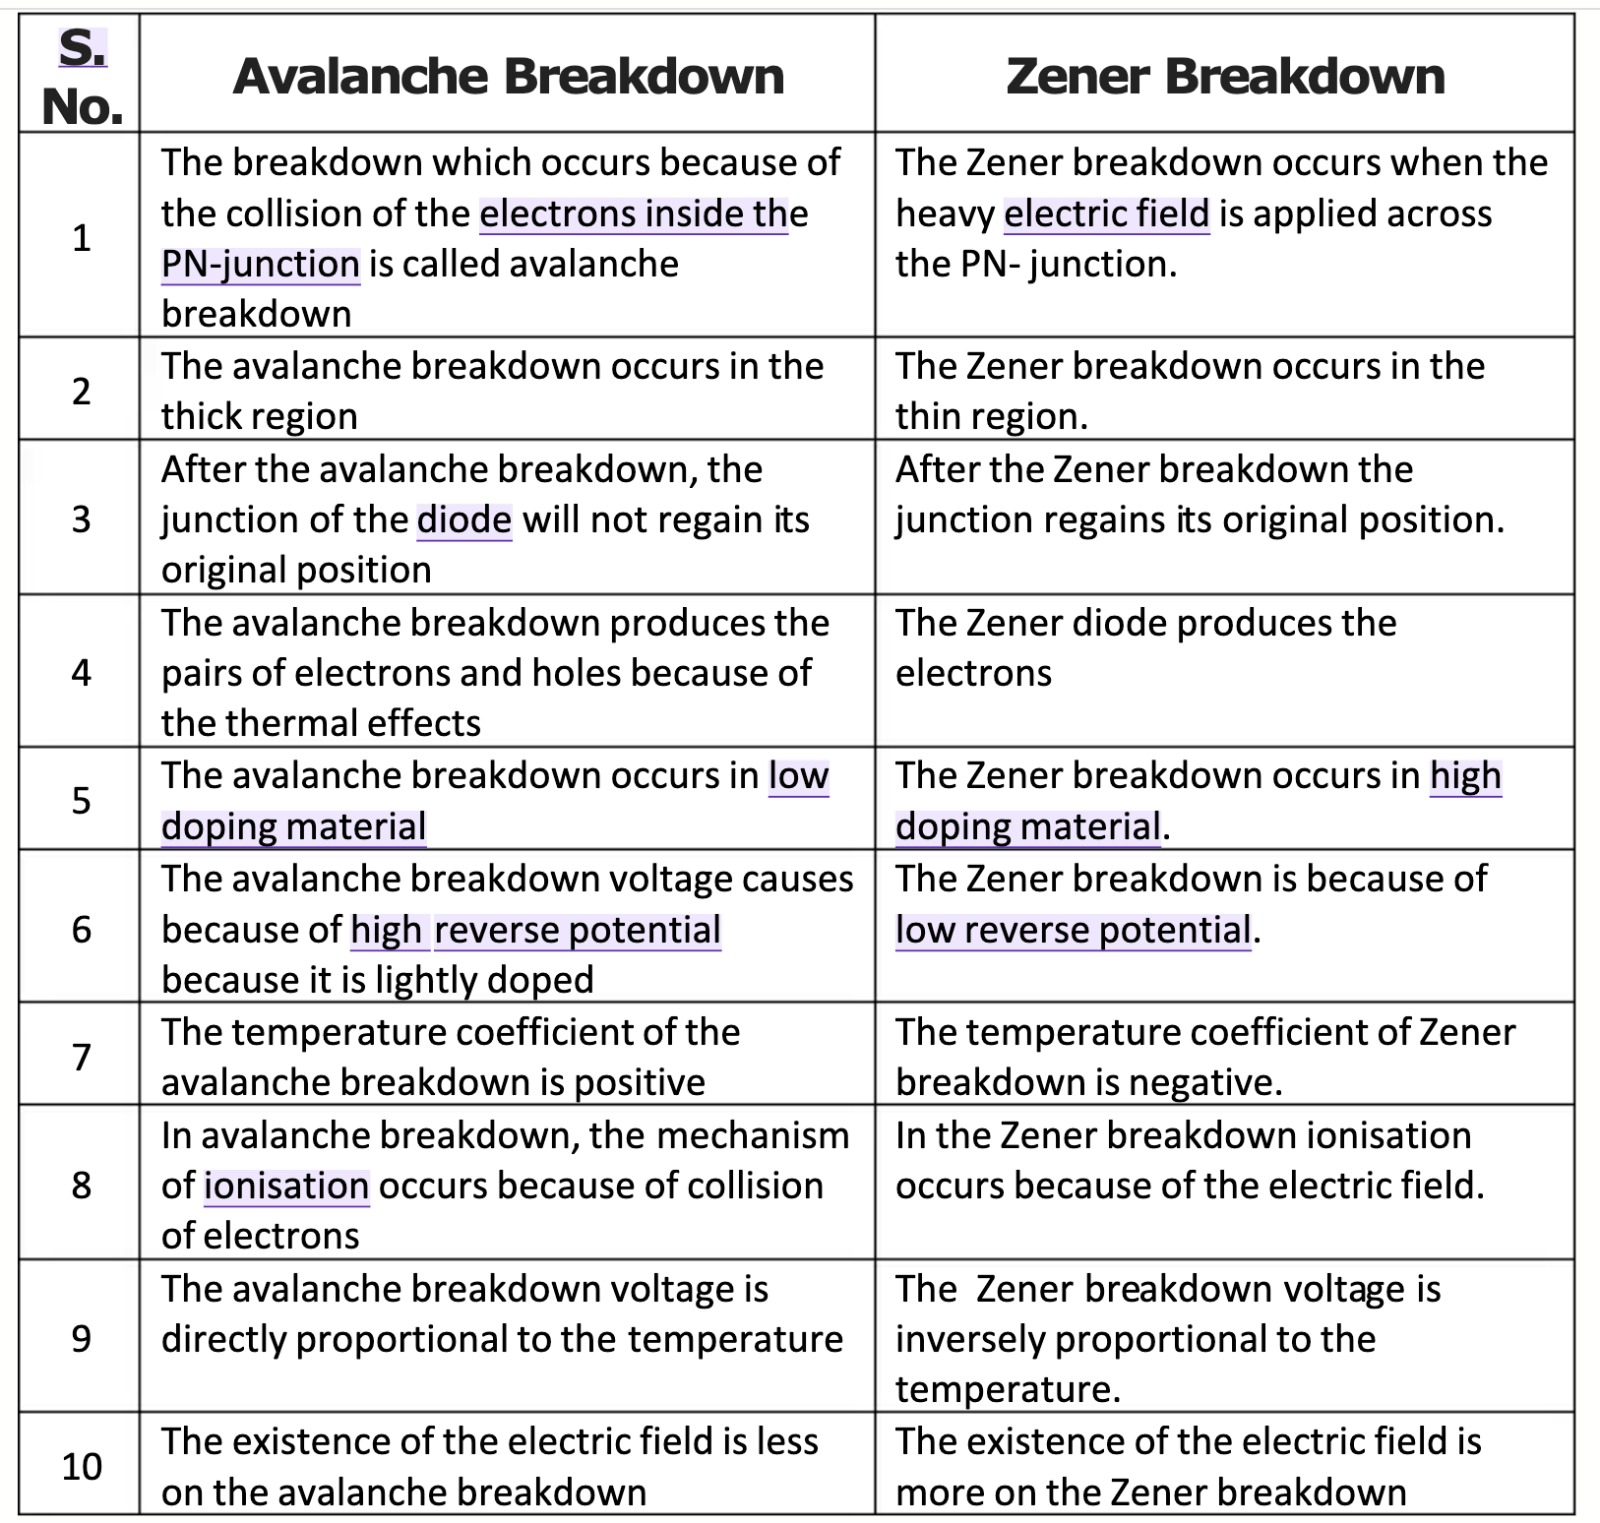 S.
No.
Avalanche Breakdown
Zener Breakdown
1
The breakdown which occurs because of
the collision of the electrons inside the
PN-junction is called avalanche
breakdown
The Zener breakdown occurs when the
heavy electric field is applied across
the PN- junction.
2
The avalanche breakdown occurs in the
thick region
The Zener breakdown occurs in the
thin region.
3
After the avalanche breakdown, the
junction of the diode will not regain its
original position
After the Zener breakdown the
junction regains its original position.
4
The avalanche breakdown produces the
pairs of electrons and holes because of
the thermal effects
The Zener diode produces the
electrons
5
The avalanche breakdown occurs in low
doping material
The Zener breakdown occurs in high
doping material.
6
The avalanche breakdown voltage causes
because of high reverse potential
because it is lightly doped
The Zener breakdown is because of
low reverse potential.
7
The temperature coefficient of the
avalanche breakdown is positive
The temperature coefficient of Zener
breakdown is negative.
8
In avalanche breakdown, the mechanism
of ionisation occurs because of collision
of electrons
In the Zener breakdown ionisation
occurs because of the electric field.
9
The avalanche breakdown voltage is
directly proportional to the temperature
The Zener breakdown voltage is
inversely proportional to the
temperature.
10
The existence of the electric field is less
on the avalanche breakdown
The existence of the electric field is
more on the Zener breakdown